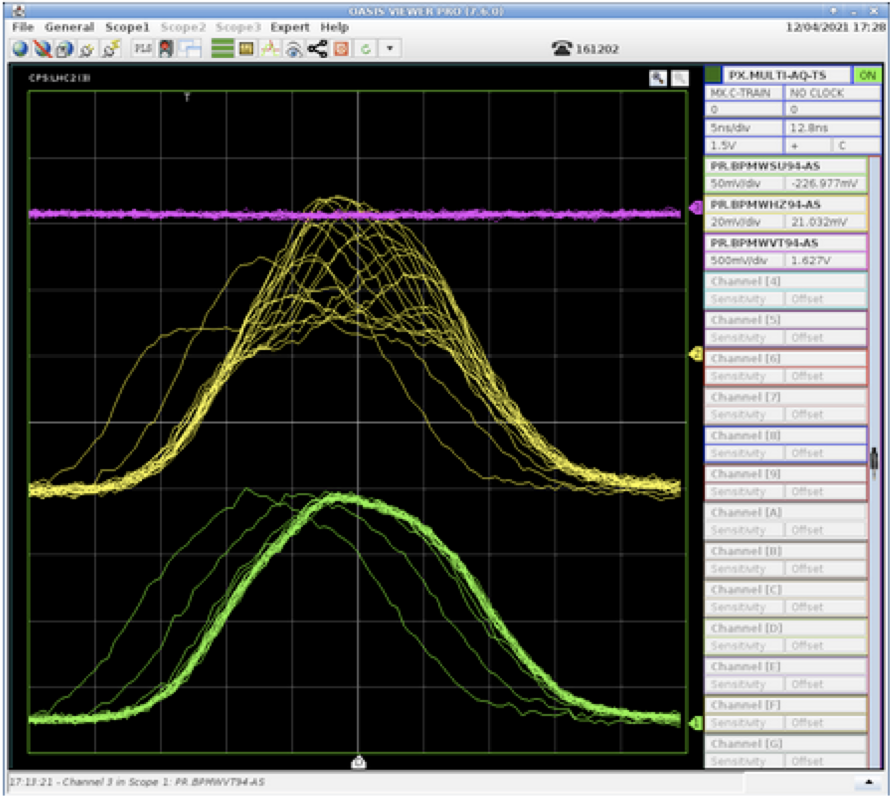 OASIS VIEWER PRO (7.6.0)
File General Scope1 Scope2 Scope3 Expert Help 12/04/2021 17:28
PLS 161202
CPS:LHC2(3)
T
PX.MULTI-AQ-TS ON
MX.C-TRAIN NO CLOCK
0 0
5ns/div 12.8ns
1.5V + C
PR.BPMWSU94-AS
50mV/div -226.977mV
PR.BPMWHZ94-AS
20mV/div 21.032mV
PR.BPMWVT94-AS
500mV/div 1.627V
Channel [4]
Sensitivity Offset
Channel [5]
Sensitivity Offset
Channel [6]
Sensitivity Offset
Channel [7]
Sensitivity Offset
Channel [8]
Sensitivity Offset
Channel [9]
Sensitivity Offset
Channel [A]
Sensitivity Offset
Channel [B]
Sensitivity Offset
Channel [C]
Sensitivity Offset
Channel [D]
Sensitivity Offset
Channel [E]
Sensitivity Offset
Channel [F]
Sensitivity Offset
Channel [G]
Sensitivity Offset
3
2
1
17:13:21 - Channel 3 in Scope 1: PR.BPMWVT94-AS